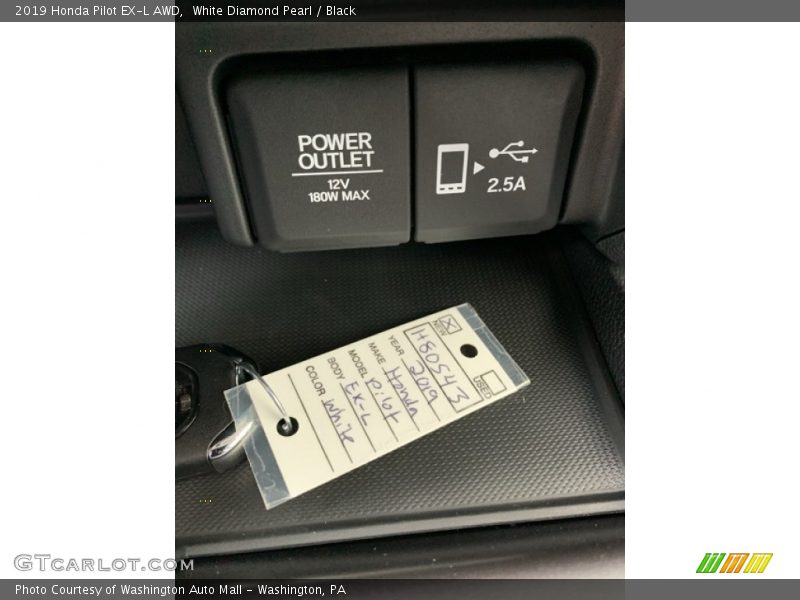 2019 Honda Pilot EX-L AWD,  White Diamond Pearl / Black
POWER
OUTLET
12V
180W MAX
2.5A
NEW
USED
H80543
YEAR 2019
MAKE Honda
MODEL Pilot
BODY EX-L
COLOR White
GTCARLOT.COM
Photo Courtesy of Washington Auto Mall - Washington, PA